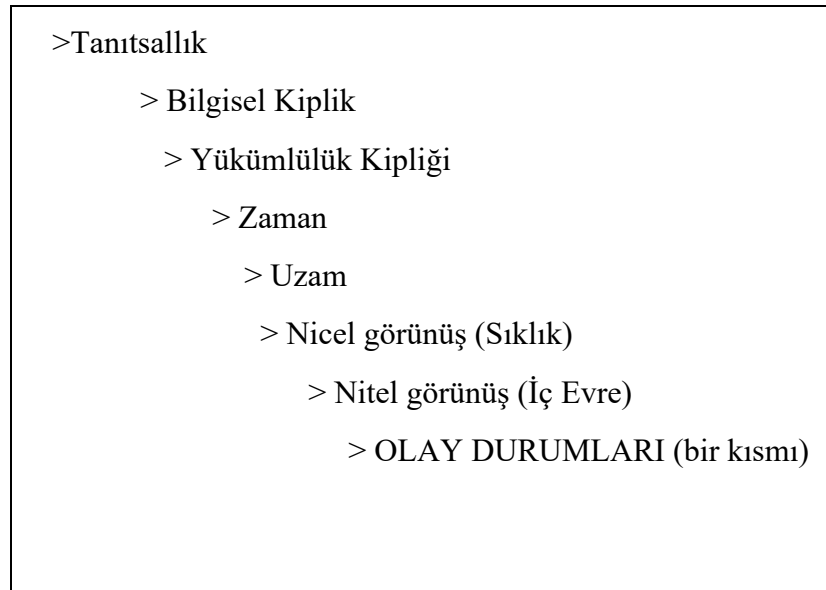 >Tanıtsallık
> Bilgisel Kiplik
> Yükümlülük Kipliği
> Zaman
> Uzam
> Nicel görünüş (Sıklık)
> Nitel görünüş (İç Evre)
> OLAY DURUMLARI (bir kısmı)